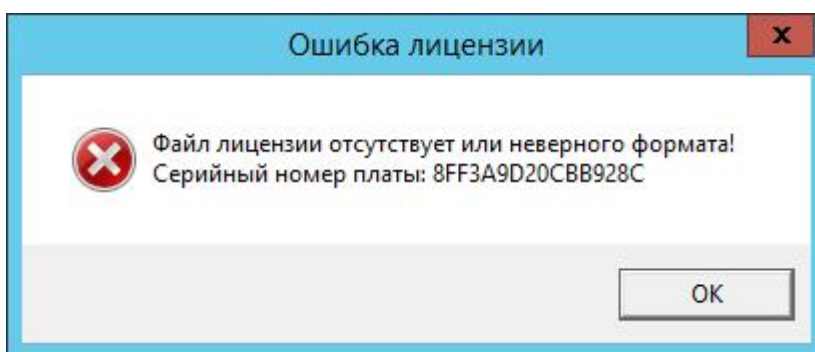 Ошибка лицензии
x
Файл лицензии отсутствует или неверного формата!
Серийный номер платы: 8FF3A9D20CBB928C
OK